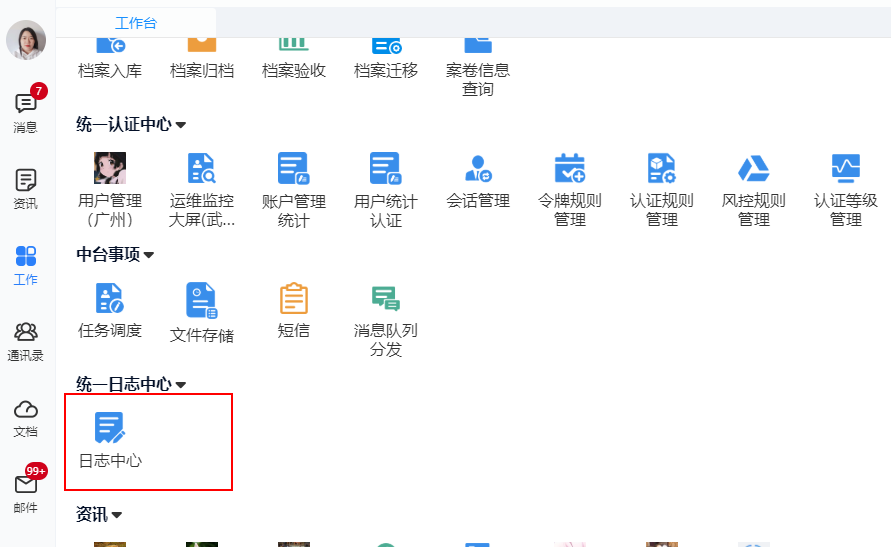 工作台
7
消息
资讯
工作
通讯录
文档
99+
邮件
档案入库
档案归档
档案验收
档案迁移
案卷信息
查询
统一认证中心
用户管理
（广州）
运维监控
大屏(武...
账户管理
统计
用户统计
认证
会话管理
令牌规则
管理
认证规则
管理
风控规则
管理
认证等级
管理
中台事项
任务调度
文件存储
短信
消息队列
分发
统一日志中心
日志中心
资讯